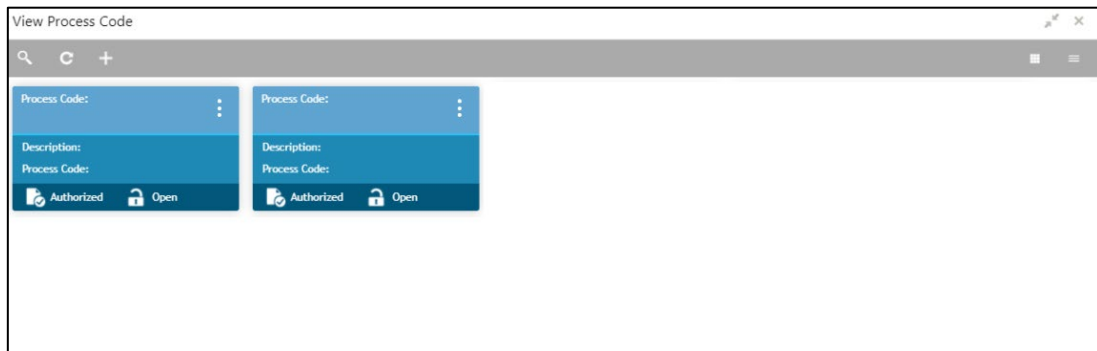 View Process Code
Process Code:
Description:
Process Code:
Authorized Open
Process Code:
Description:
Process Code:
Authorized Open